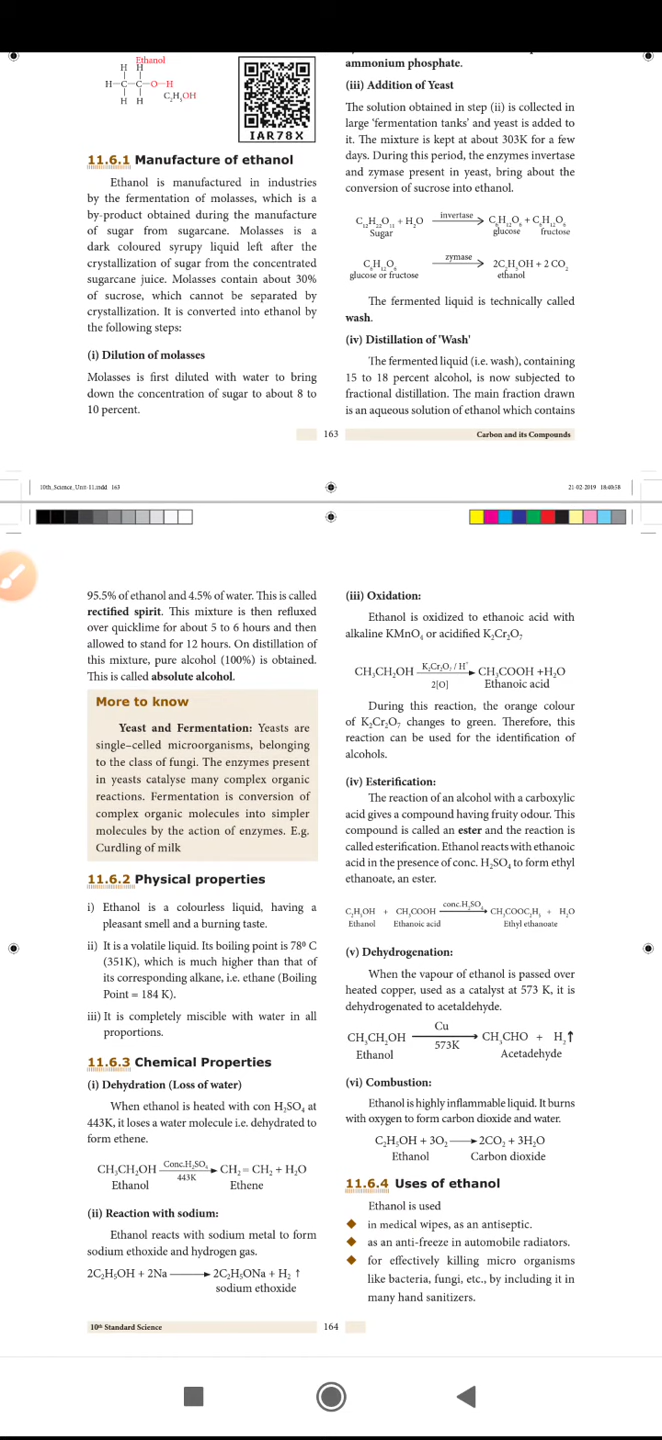 Ethanol
H H
H–C–C–O–H
H H
C₂H₅OH
IAR78X
11.6.1 Manufacture of ethanol
Ethanol is manufactured in industries
by the fermentation of molasses, which is a
by-product obtained during the manufacture
of sugar from sugarcane. Molasses is a
dark coloured syrupy liquid left after the
crystallization of sugar from the concentrated
sugarcane juice. Molasses contain about 30%
of sucrose, which cannot be separated by
crystallization. It is converted into ethanol by
the following steps:
(i) Dilution of molasses
Molasses is first diluted with water to bring
down the concentration of sugar to about 8 to
10 percent.
ammonium phosphate.
(iii) Addition of Yeast
The solution obtained in step (ii) is collected in
large 'fermentation tanks' and yeast is added to
it. The mixture is kept at about 303K for a few
days. During this period, the enzymes invertase
and zymase present in yeast, bring about the
conversion of sucrose into ethanol.
invertase
C₁₂H₂₂O₁₁ + H₂O → C₆H₁₂O₆ + C₆H₁₂O₆
Sugar glucose fructose
zymase
C₆H₁₂O₆ → 2C₂H₅OH + 2 CO₂
glucose or fructose ethanol
The fermented liquid is technically called
wash.
(iv) Distillation of 'Wash'
The fermented liquid (i.e. wash), containing
15 to 18 percent alcohol, is now subjected to
fractional distillation. The main fraction drawn
is an aqueous solution of ethanol which contains
163 Carbon and its Compounds
10th_Science_Unit-11.indd 163 21-02-2019 18:46:58
95.5% of ethanol and 4.5% of water. This is called
rectified spirit. This mixture is then refluxed
over quicklime for about 5 to 6 hours and then
allowed to stand for 12 hours. On distillation of
this mixture, pure alcohol (100%) is obtained.
This is called absolute alcohol.
More to know
Yeast and Fermentation: Yeasts are
single–celled microorganisms, belonging
to the class of fungi. The enzymes present
in yeasts catalyse many complex organic
reactions. Fermentation is conversion of
complex organic molecules into simpler
molecules by the action of enzymes. E.g.
Curdling of milk
11.6.2 Physical properties
i) Ethanol is a colourless liquid, having a
pleasant smell and a burning taste.
ii) It is a volatile liquid. Its boiling point is 78⁰ C
(351K), which is much higher than that of
its corresponding alkane, i.e. ethane (Boiling
Point = 184 K).
iii) It is completely miscible with water in all
proportions.
11.6.3 Chemical Properties
(i) Dehydration (Loss of water)
When ethanol is heated with con H₂SO₄ at
443K, it loses a water molecule i.e. dehydrated to
form ethene.
Conc.H₂SO₄
CH₃CH₂OH → CH₂ = CH₂ + H₂O
443K
Ethanol Ethene
(ii) Reaction with sodium:
Ethanol reacts with sodium metal to form
sodium ethoxide and hydrogen gas.
2C₂H₅OH + 2Na → 2C₂H₅ONa + H₂ ↑
sodium ethoxide
(iii) Oxidation:
Ethanol is oxidized to ethanoic acid with
alkaline KMnO₄ or acidified K₂Cr₂O₇
K₂Cr₂O₇ / H⁺
CH₃CH₂OH → CH₃COOH +H₂O
2[O] Ethanoic acid
During this reaction, the orange colour
of K₂Cr₂O₇ changes to green. Therefore, this
reaction can be used for the identification of
alcohols.
(iv) Esterification:
The reaction of an alcohol with a carboxylic
acid gives a compound having fruity odour. This
compound is called an ester and the reaction is
called esterification. Ethanol reacts with ethanoic
acid in the presence of conc. H₂SO₄ to form ethyl
ethanoate, an ester.
conc.H₂SO₄
C₂H₅OH + CH₃COOH → CH₃COOC₂H₅ + H₂O
Ethanol Ethanoic acid Ethyl ethanoate
(v) Dehydrogenation:
When the vapour of ethanol is passed over
heated copper, used as a catalyst at 573 K, it is
dehydrogenated to acetaldehyde.
Cu
CH₃CH₂OH → CH₃CHO + H₂↑
573K
Ethanol Acetadehyde
(vi) Combustion:
Ethanol is highly inflammable liquid. It burns
with oxygen to form carbon dioxide and water.
C₂H₅OH + 3O₂ → 2CO₂ + 3H₂O
Ethanol Carbon dioxide
11.6.4 Uses of ethanol
Ethanol is used
◆ in medical wipes, as an antiseptic.
◆ as an anti-freeze in automobile radiators.
◆ for effectively killing micro organisms
like bacteria, fungi, etc., by including it in
many hand sanitizers.
10th Standard Science 164